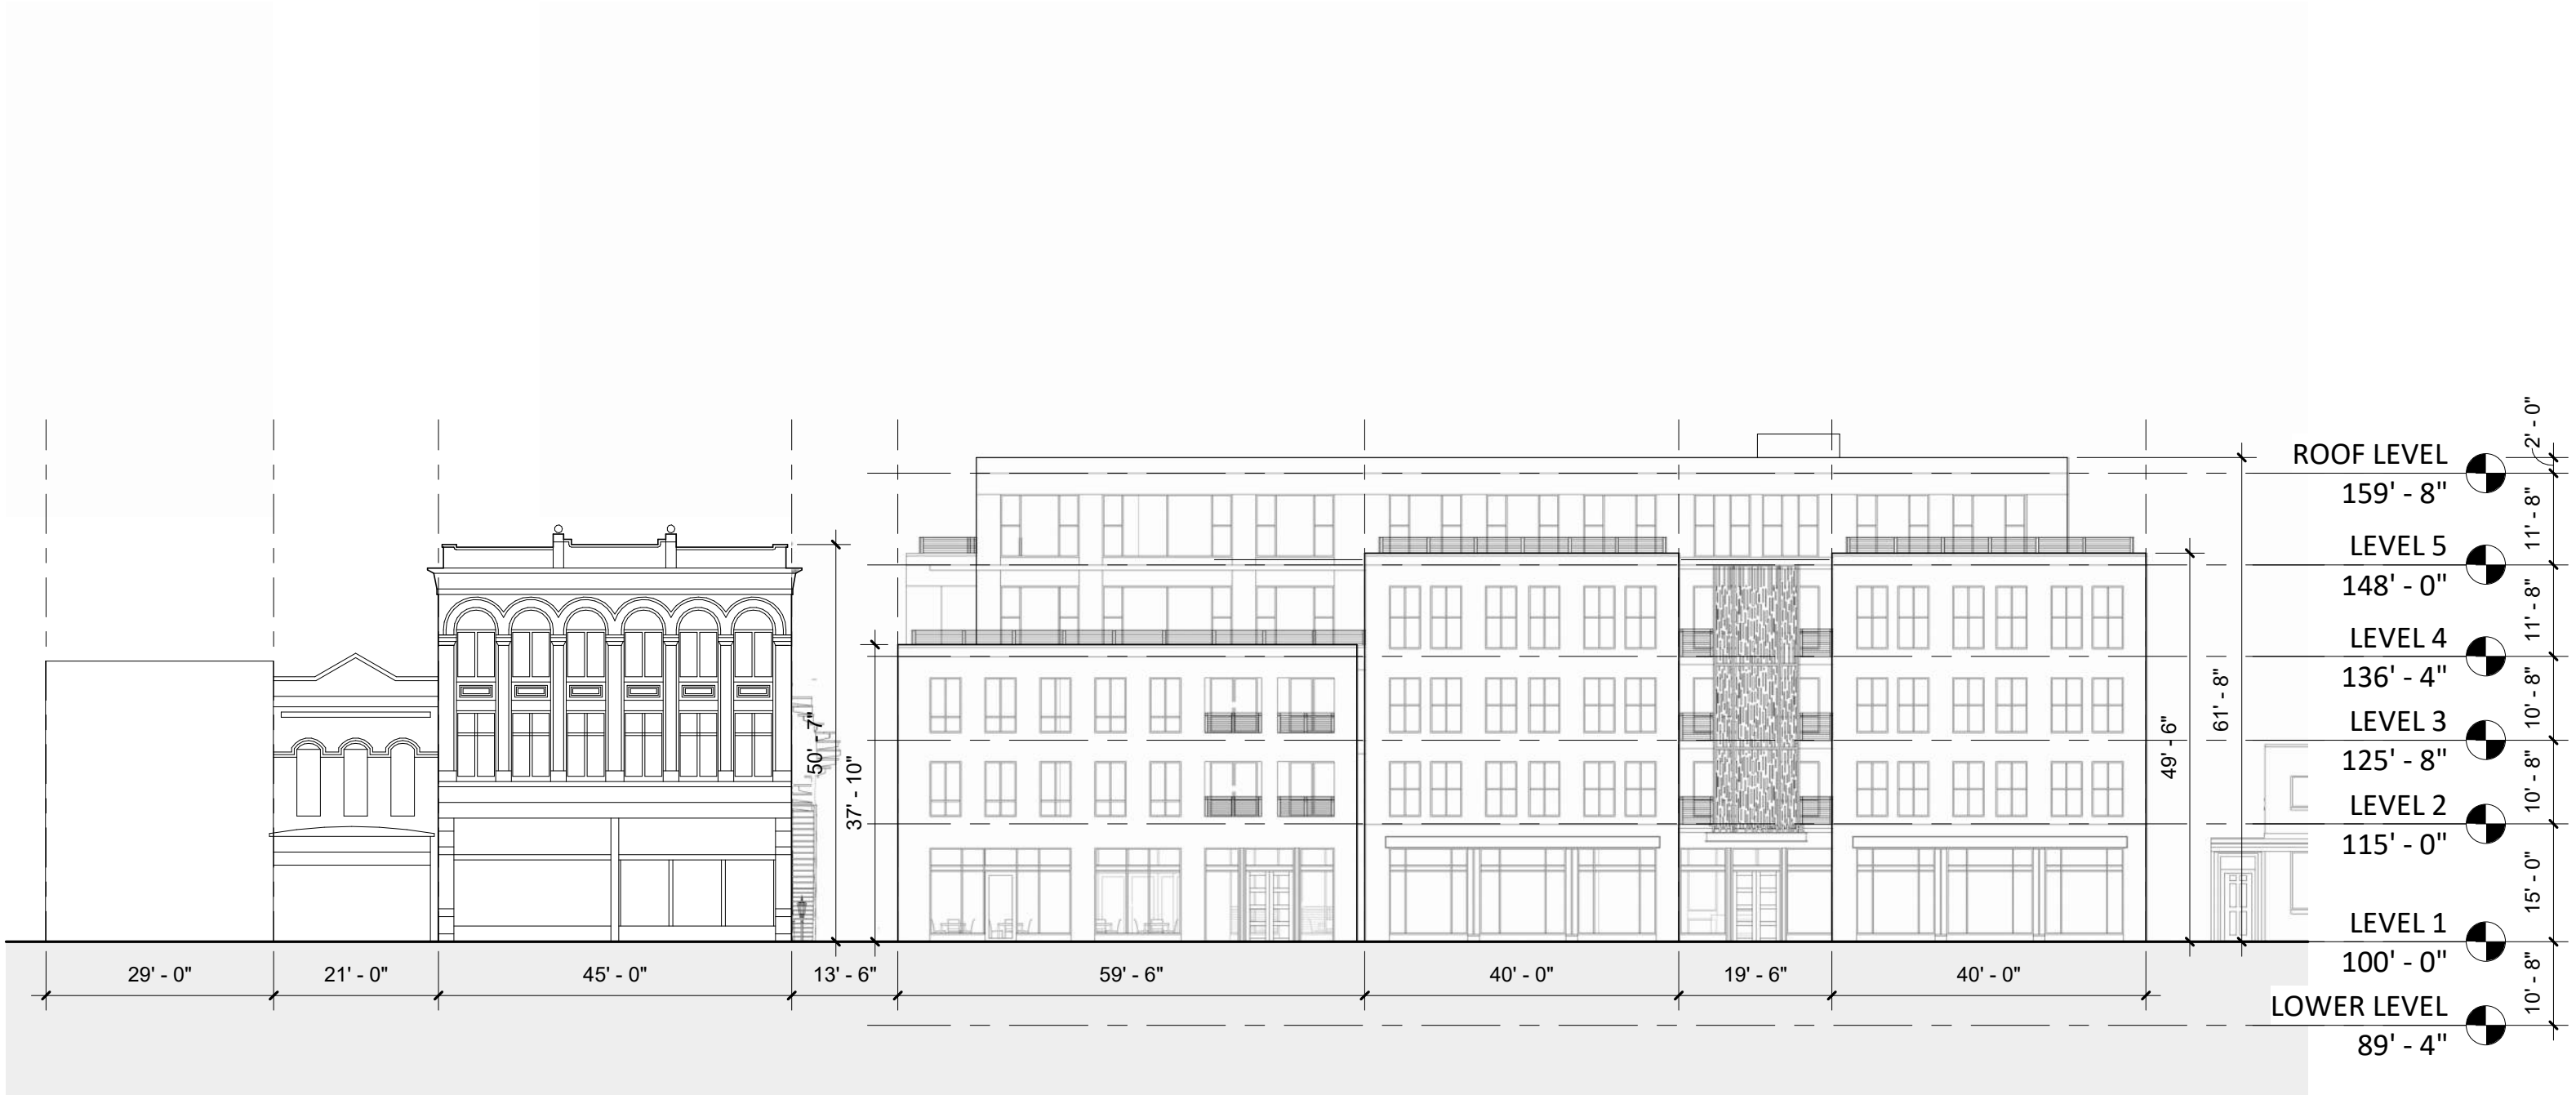 2' - 0"
ROOF LEVEL
159' - 8"
11' - 8"
LEVEL 5
148' - 0"
11' - 8"
LEVEL 4
136' - 4"
10' - 8"
LEVEL 3
125' - 8"
10' - 8"
LEVEL 2
115' - 0"
15' - 0"
LEVEL 1
100' - 0"
10' - 8"
LOWER LEVEL
89' - 4"
50' - 7"
37' - 10"
49' - 6"
61' - 8"
29' - 0"
21' - 0"
45' - 0"
13' - 6"
59' - 6"
40' - 0"
19' - 6"
40' - 0"